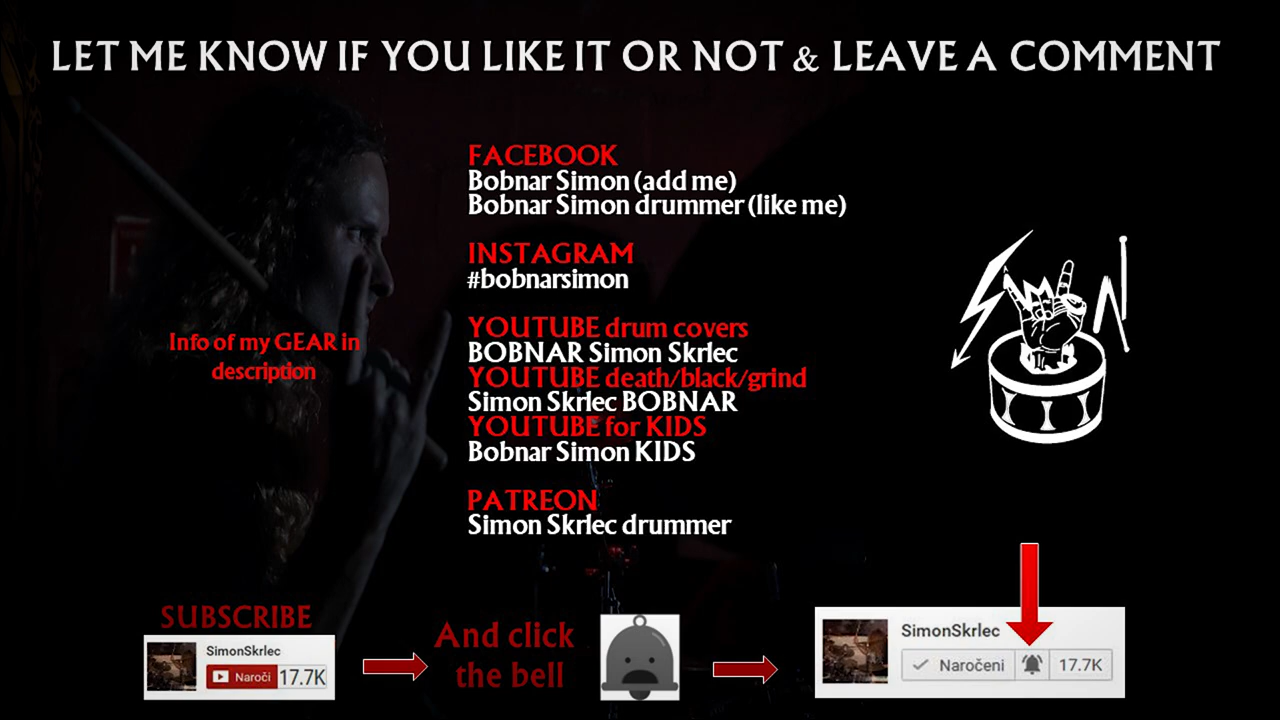 LET ME KNOW IF YOU LIKE IT OR NOT & LEAVE A COMMENT
FACEBOOK
Bobnar Simon (add me)
Bobnar Simon drummer (like me)
INSTAGRAM
#bobnarsimon
YOUTUBE drum covers
BOBNAR Simon Skrlec
YOUTUBE death/black/grind
Simon Skrlec BOBNAR
YOUTUBE for KIDS
Bobnar Simon KIDS
PATREON
Simon Skrlec drummer
Info of my GEAR in
description
SIMON
SUBSCRIBE
SimonSkrlec
Naroči 17.7K
And click
the bell
SimonSkrlec
Naročeni 17.7K